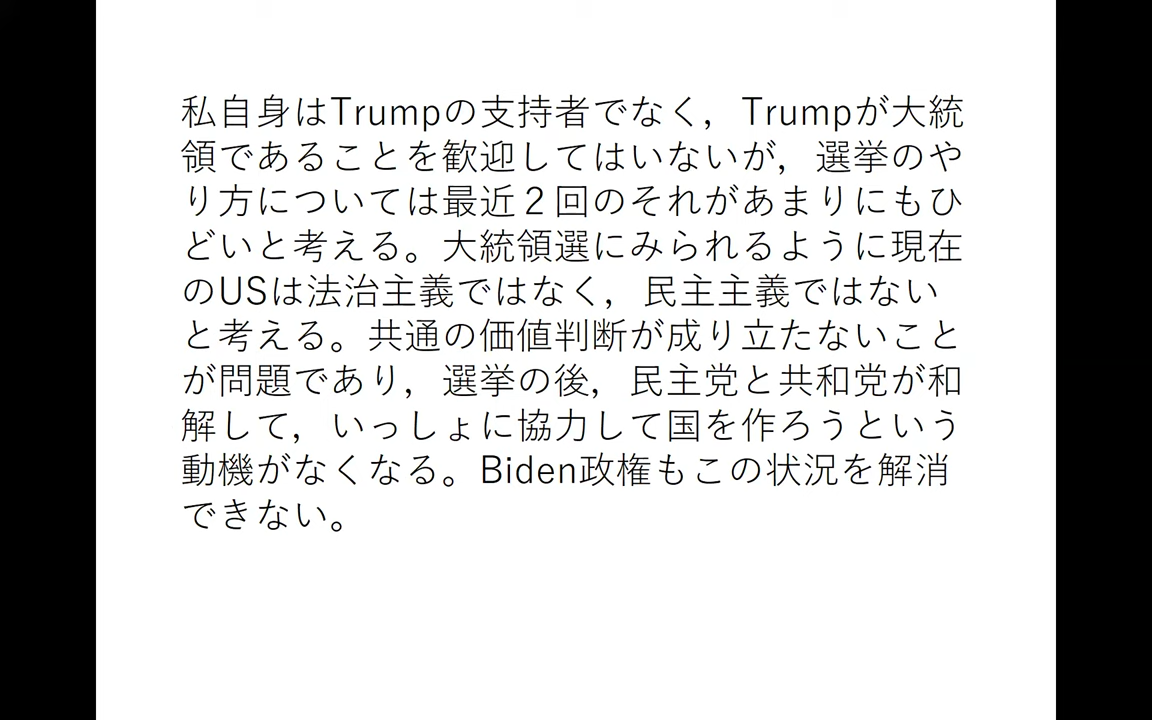 私自身はTrumpの支持者でなく，Trumpが大統
領であることを歓迎してはいないが，選挙のや
り方については最近２回のそれがあまりにもひ
どいと考える。大統領選にみられるように現在
のUSは法治主義ではなく，民主主義ではない
と考える。共通の価値判断が成り立たないこと
が問題であり，選挙の後，民主党と共和党が和
解して，いっしょに協力して国を作ろうという
動機がなくなる。Biden政権もこの状況を解消
できない。